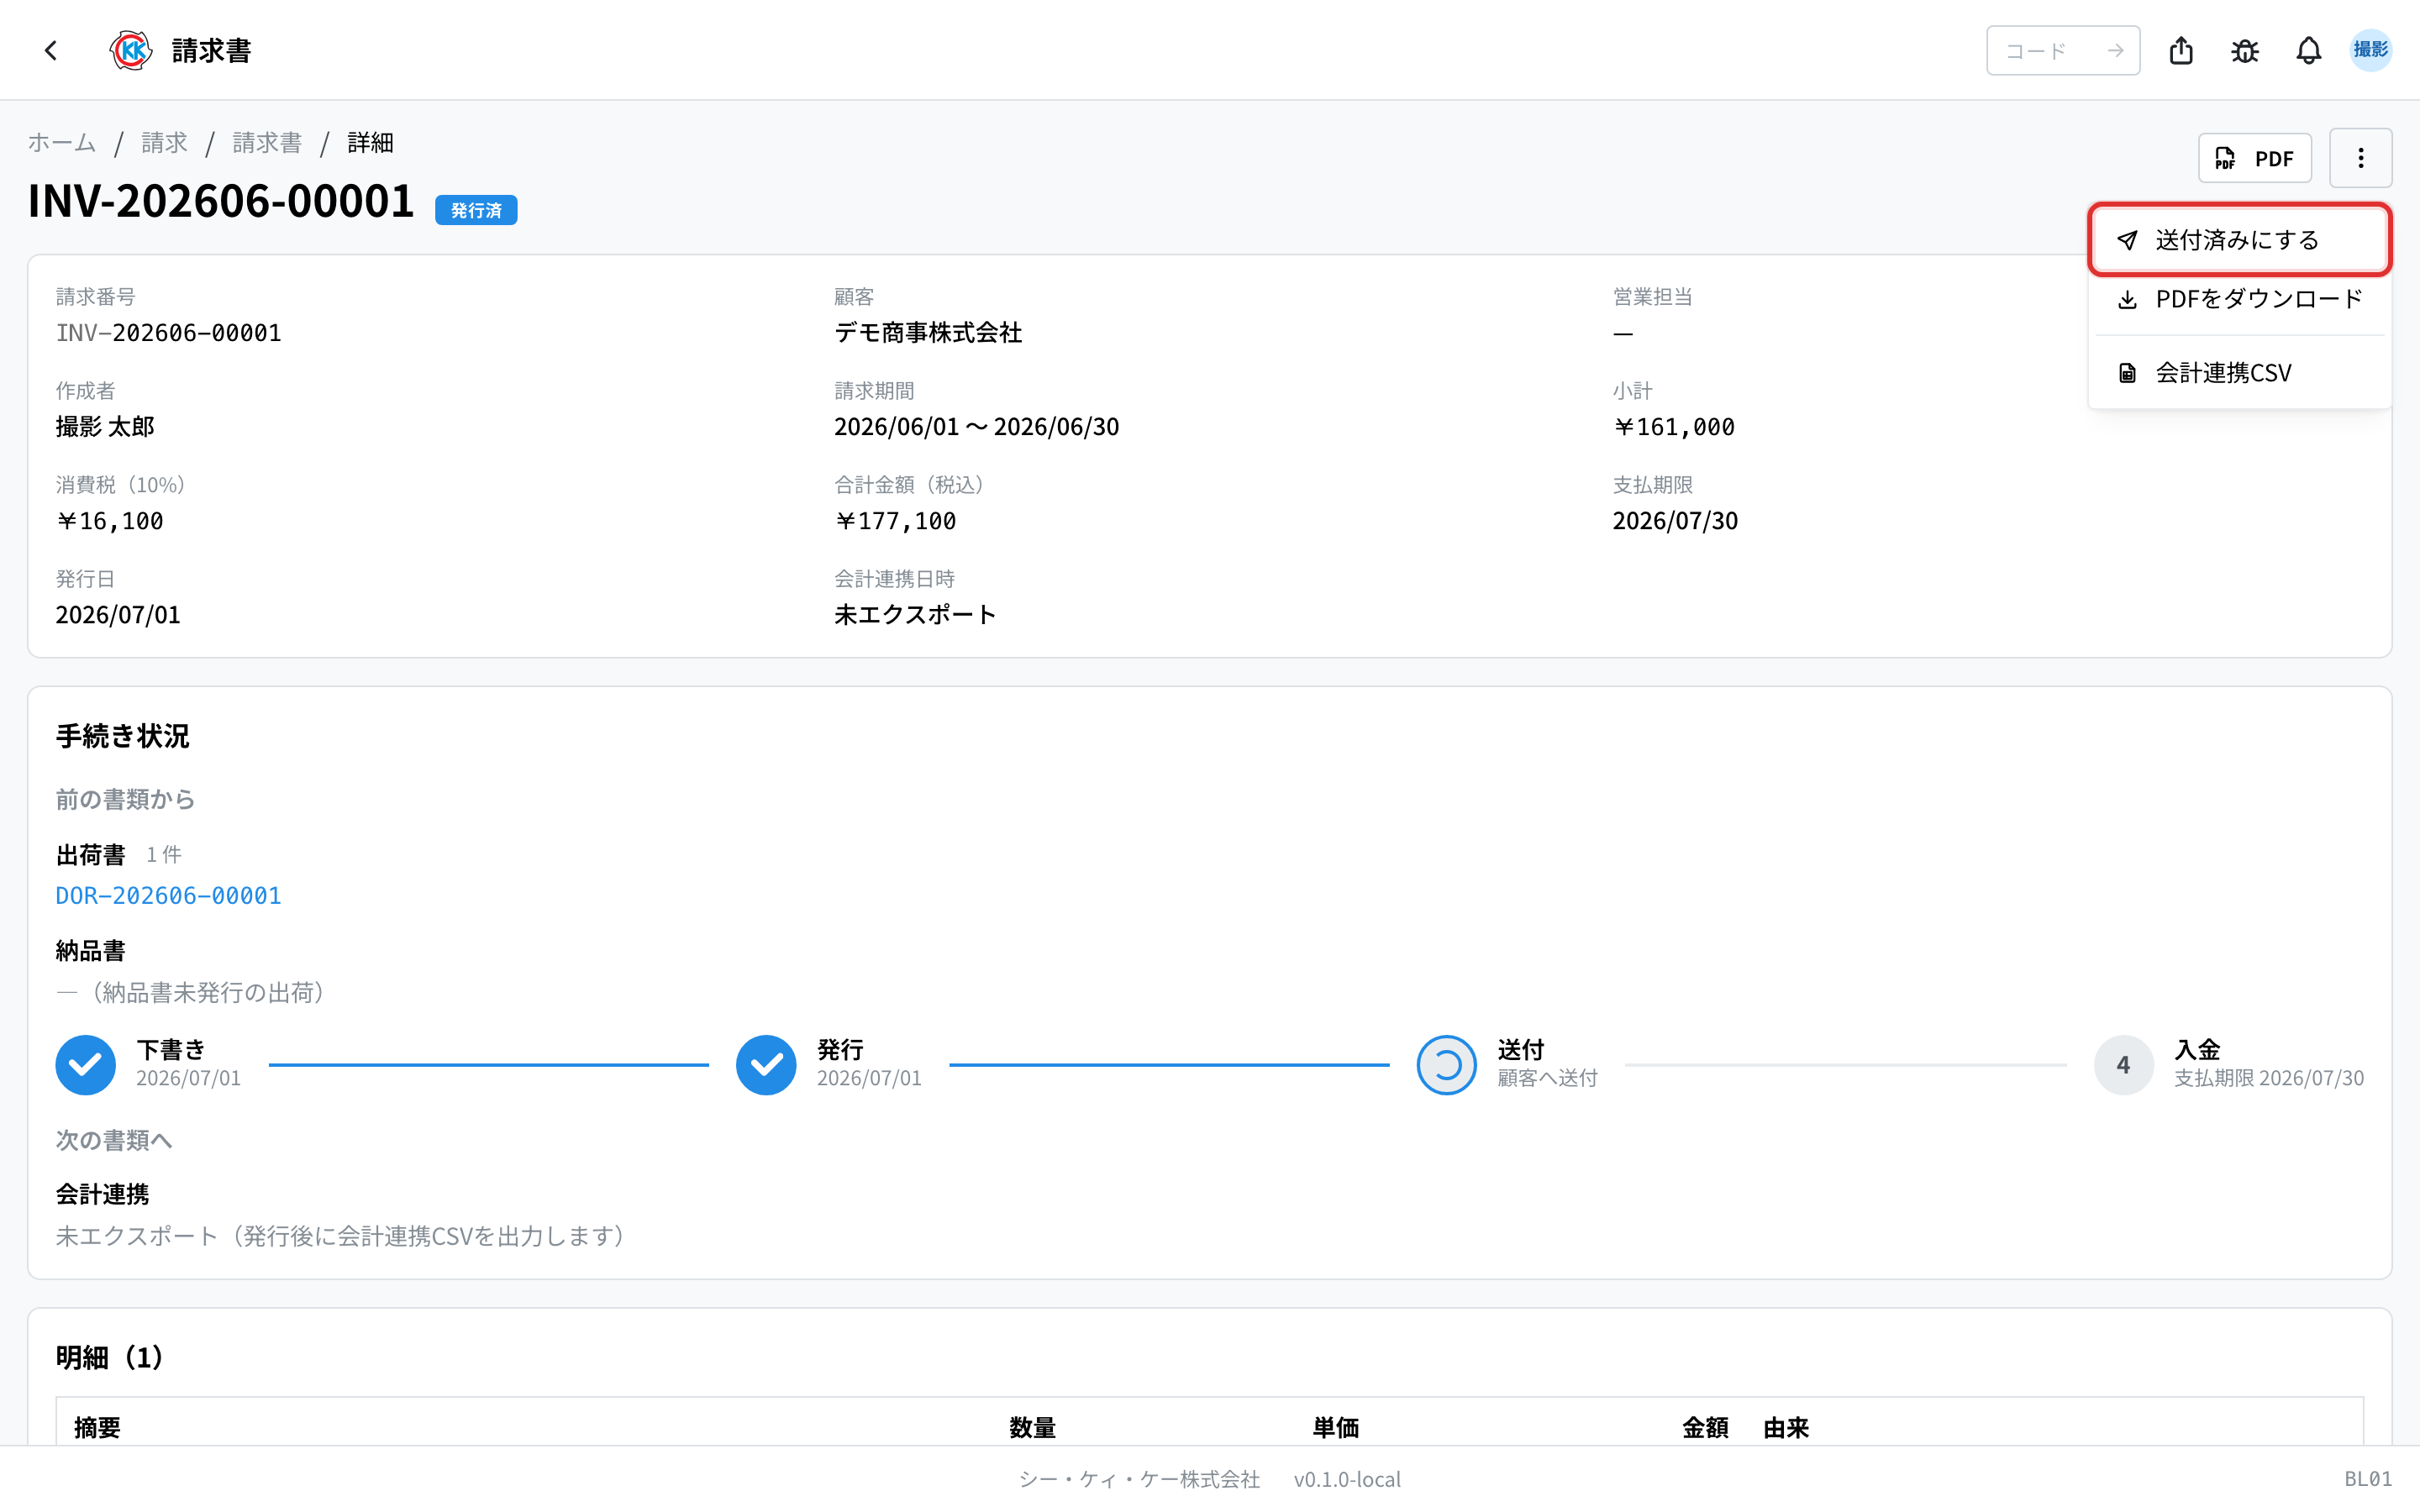 CKK 請求書
コード
撮影
ホーム / 請求 / 請求書 / 詳細
PDF PDF
INV-202606-00001 発行済
送付済みにする
PDFをダウンロード
会計連携CSV
請求番号 顧客 営業担当
INV-202606-00001 デモ商事株式会社 —
作成者 請求期間 小計
撮影 太郎 2026/06/01 〜 2026/06/30 ¥161,000
消費税（10%） 合計金額（税込） 支払期限
¥16,100 ¥177,100 2026/07/30
発行日 会計連携日時
2026/07/01 未エクスポート
手続き状況
前の書類から
出荷書 1 件
DOR-202606-00001
納品書
—（納品書未発行の出荷）
下書き 発行 送付 4 入金
2026/07/01 2026/07/01 顧客へ送付 支払期限 2026/07/30
次の書類へ
会計連携
未エクスポート（発行後に会計連携CSVを出力します）
明細（1）
摘要 数量 単価 金額 由来
シー・ケィ・ケー株式会社 v0.1.0-local
BL01